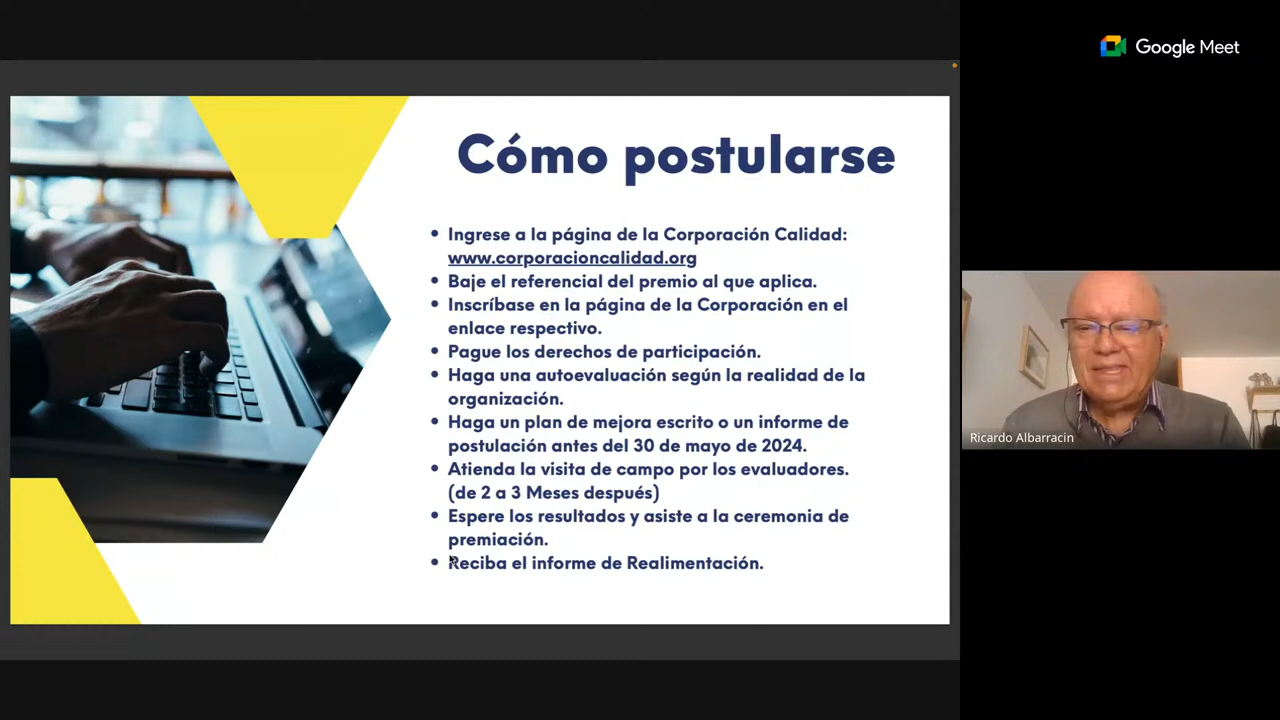 Google Meet
Cómo postularse
• Ingrese a la página de la Corporación Calidad:
www.corporacioncalidad.org
• Baje el referencial del premio al que aplica.
• Inscríbase en la página de la Corporación en el
enlace respectivo.
• Pague los derechos de participación.
• Haga una autoevaluación según la realidad de la
organización.
• Haga un plan de mejora escrito o un informe de
postulación antes del 30 de mayo de 2024.
• Atienda la visita de campo por los evaluadores.
(de 2 a 3 Meses después)
• Espere los resultados y asiste a la ceremonia de
premiación.
• Reciba el informe de Realimentación.
Ricardo Albarracin